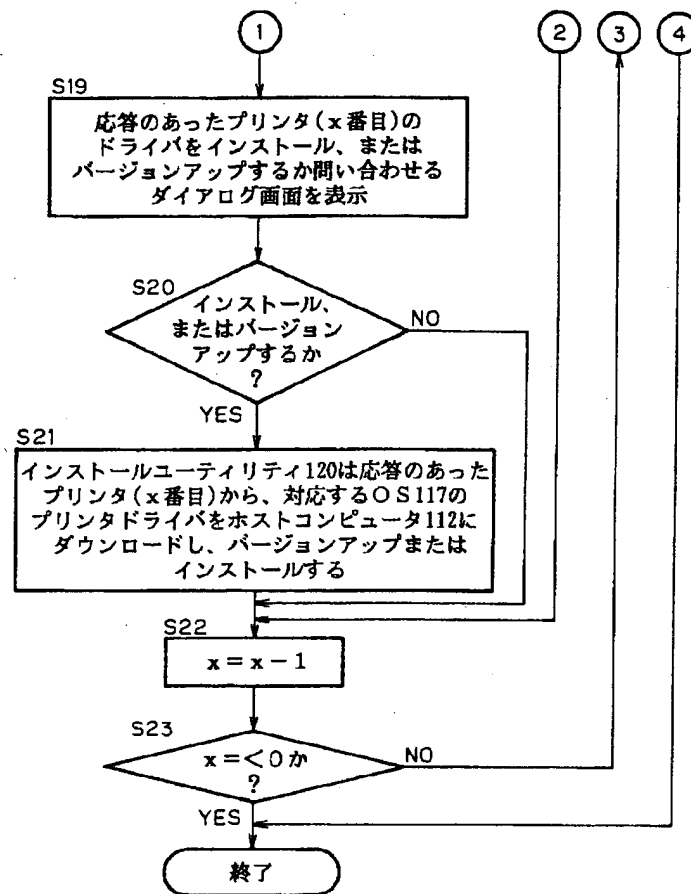 1
2
3
4
S19
応答のあったプリンタ(x番目)の
ドライバをインストール、または
バージョンアップするか問い合わせる
ダイアログ画面を表示
S20
インストール、
またはバージョン
アップするか
?
NO
YES
S21
インストールユーティリティ120は応答のあった
プリンタ(x番目)から、対応するOS117の
プリンタドライバをホストコンピュータ112に
ダウンロードし、バージョンアップまたは
インストールする
S22
x=x-1
S23
x=<0か
?
NO
YES
終了